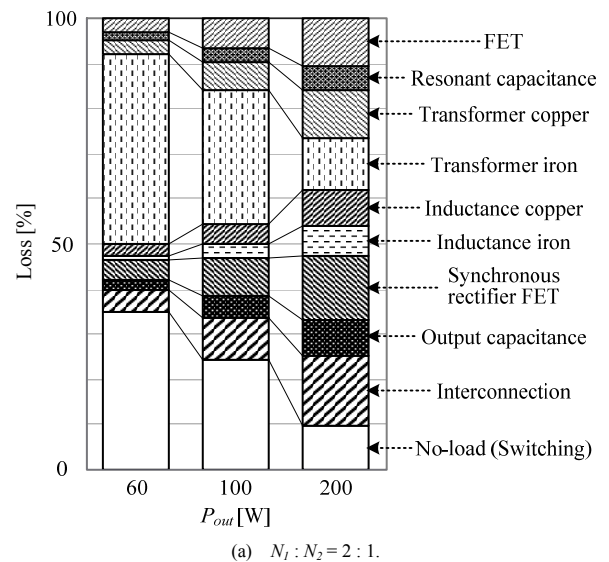 100
50
0
Loss [%]
60
100
200
P_out [W]
FET
Resonant capacitance
Transformer copper
Transformer iron
Inductance copper
Inductance iron
Synchronous
rectifier FET
Output capacitance
Interconnection
No-load (Switching)
(a) N₁ : N₂ = 2 : 1.